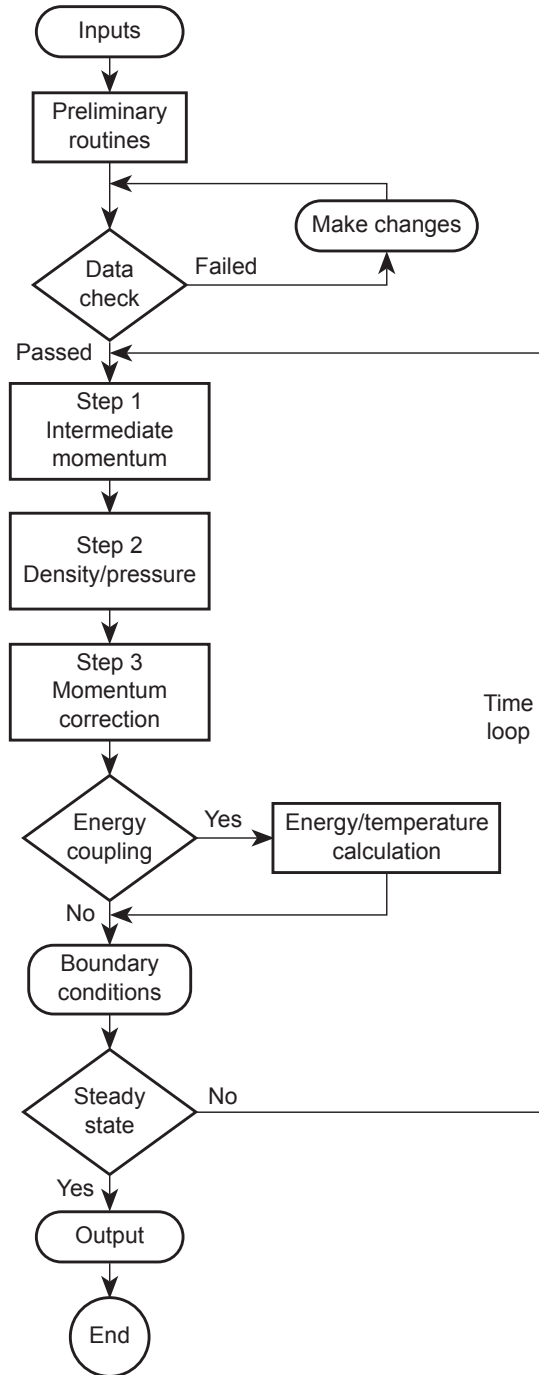 Inputs
Preliminary
routines
Make changes
Data
check
Failed
Passed
Step 1
Intermediate
momentum
Step 2
Density/pressure
Step 3
Momentum
correction
Time
loop
Energy
coupling
Yes
Energy/temperature
calculation
No
Boundary
conditions
Steady
state
No
Yes
Output
End